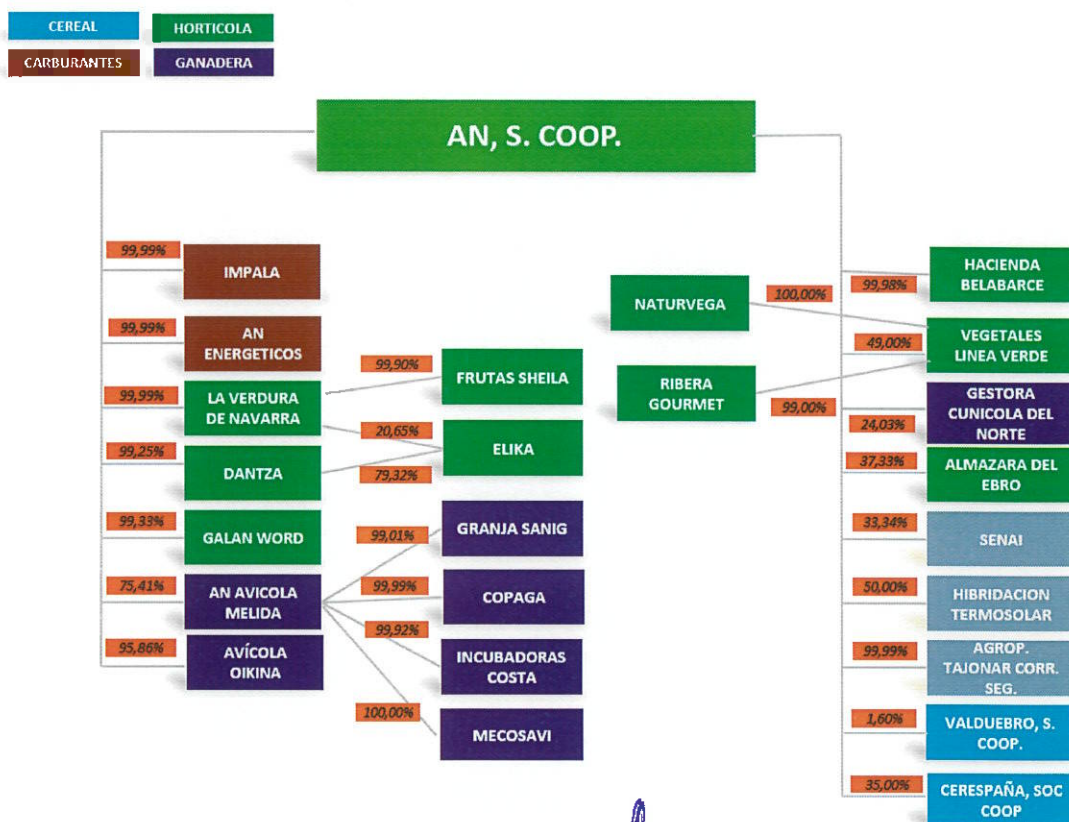 CEREAL
HORTICOLA
CARBURANTES
GANADERA
AN, S. COOP.
99,99%
IMPALA
99,99%
AN
ENERGETICOS
99,99%
LA VERDURA
DE NAVARRA
99,25%
DANTZA
99,33%
GALAN WORD
75,41%
AN AVICOLA
MELIDA
95,86%
AVÍCOLA
OIKINA
99,90%
FRUTAS SHEILA
20,65%
79,32%
ELIKA
99,01%
GRANJA SANIG
99,99%
COPAGA
99,92%
INCUBADORAS
COSTA
100,00%
MECOSAVI
NATURVEGA
100,00%
RIBERA
GOURMET
99,00%
99,98%
HACIENDA
BELABARCE
49,00%
VEGETALES
LINEA VERDE
24,03%
GESTORA
CUNICOLA DEL
NORTE
37,33%
ALMAZARA DEL
EBRO
33,34%
SENAI
50,00%
HIBRIDACION
TERMOSOLAR
99,99%
AGROP.
TAJONAR CORR.
SEG.
1,60%
VALDUEBRO, S.
COOP.
35,00%
CERESPAÑA, SOC
COOP